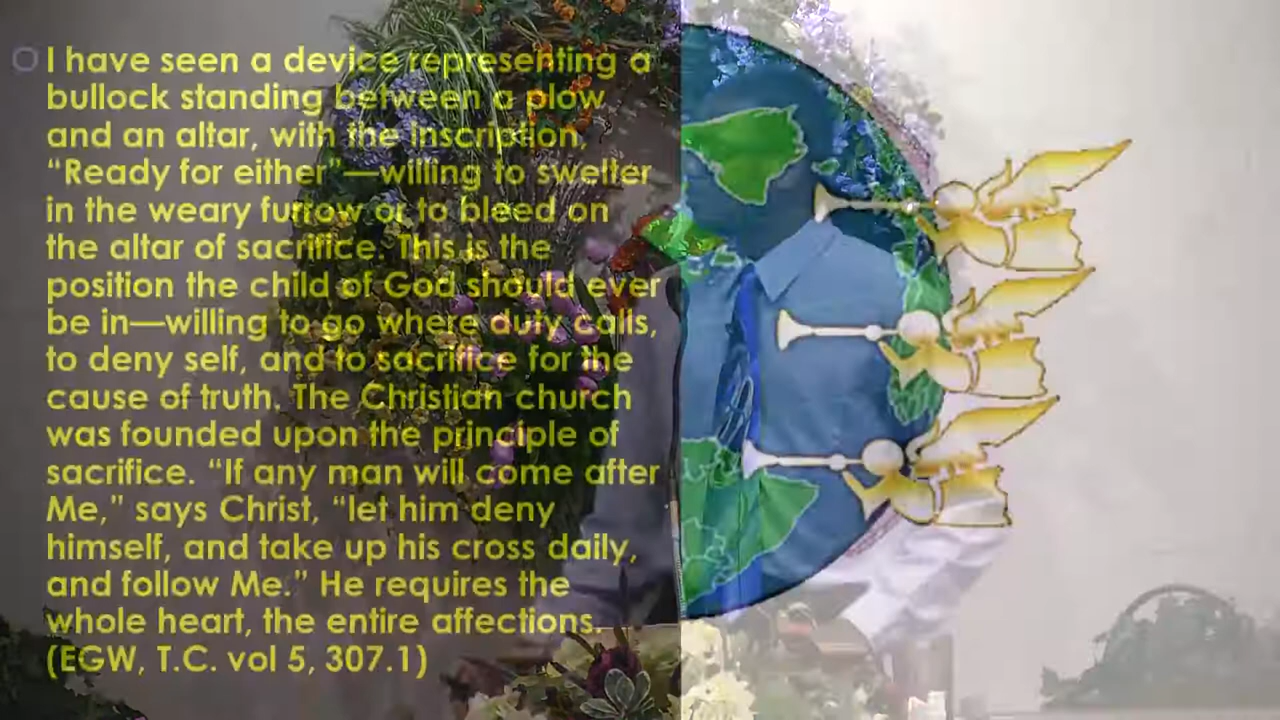 I have seen a device representing a
bullock standing between a plow
and an altar, with the inscription,
“Ready for either”—willing to swelter
in the weary furrow or to bleed on
the altar of sacrifice. This is the
position the child of God should ever
be in—willing to go where duty calls,
to deny self, and to sacrifice for the
cause of truth. The Christian church
was founded upon the principle of
sacrifice. “If any man will come after
Me,” says Christ, “let him deny
himself, and take up his cross daily,
and follow Me.” He requires the
whole heart, the entire affections.
(EGW, T.C. vol 5, 307.1)